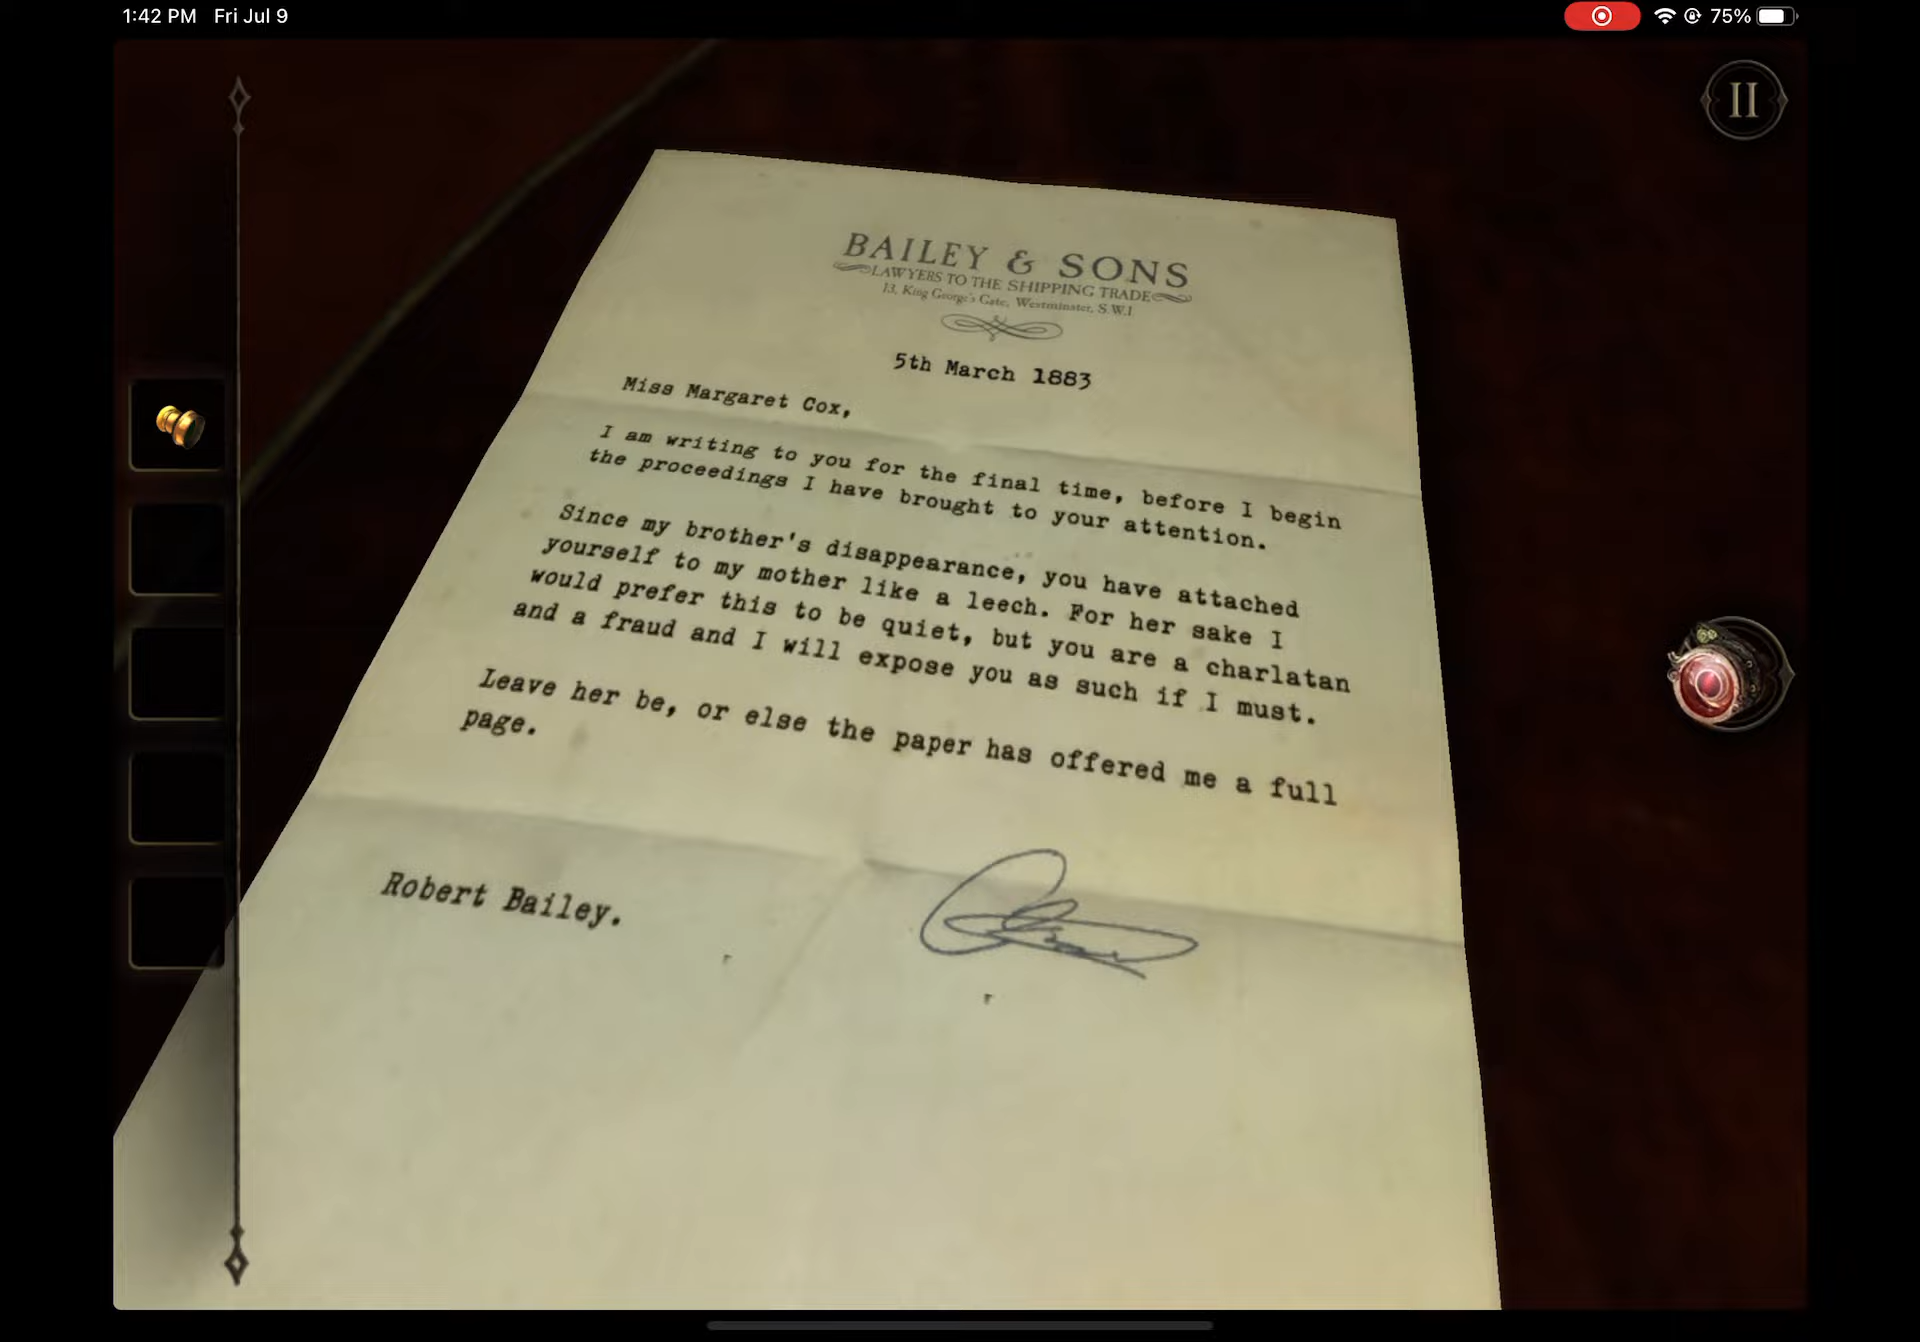 1:42 PM Fri Jul 9
75%
BAILEY & SONS
LAWYERS TO THE SHIPPING TRADE
13, King George's Gate, Westminster, S.W.1
5th March 1883
Miss Margaret Cox,
I am writing to you for the final time, before I begin
the proceedings I have brought to your attention.
Since my brother's disappearance, you have attached
yourself to my mother like a leech. For her sake I
would prefer this to be quiet, but you are a charlatan
and a fraud and I will expose you as such if I must.
Leave her be, or else the paper has offered me a full
page.
Robert Bailey.